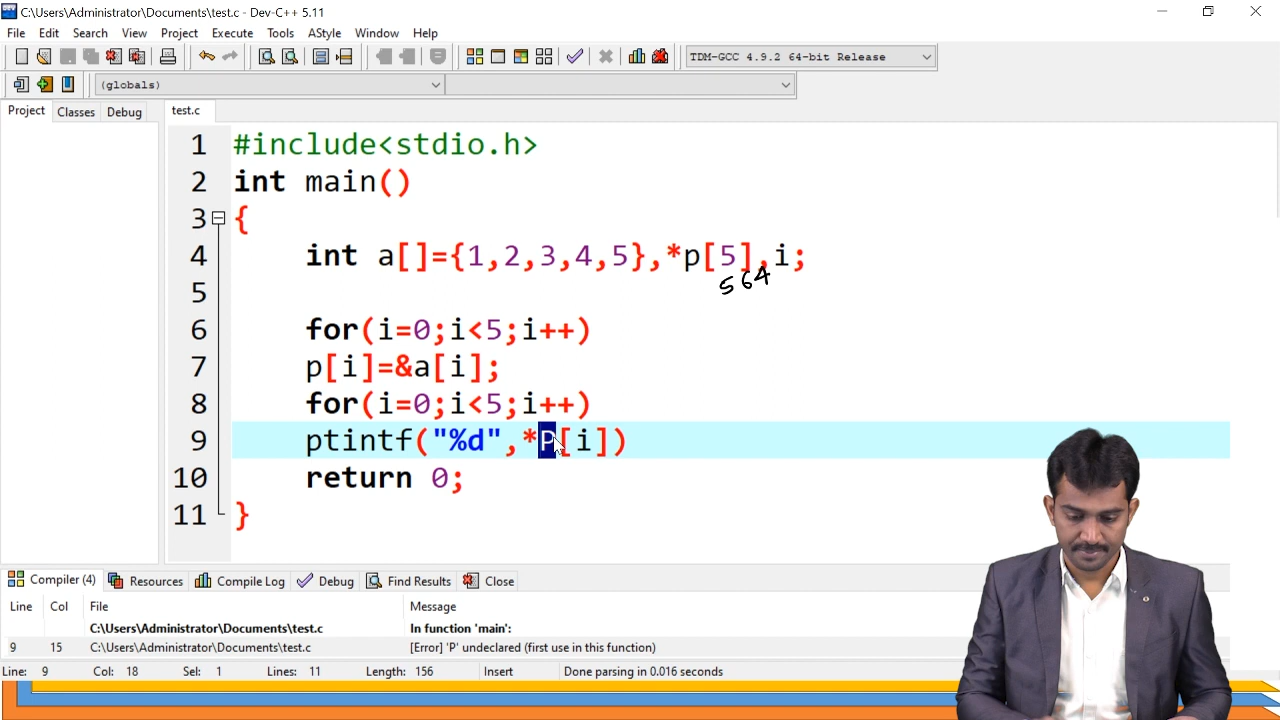 C:\Users\Administrator\Documents\test.c - Dev-C++ 5.11
File Edit Search View Project Execute Tools AStyle Window Help
TDM-GCC 4.9.2 64-bit Release
(globals)
Project Classes Debug test.c
1 #include<stdio.h>
2 int main()
3 {
4 int a[]={1,2,3,4,5},*p[5],i;
564
5
6 for(i=0;i<5;i++)
7 p[i]=&a[i];
8 for(i=0;i<5;i++)
9 ptintf("%d",*P[i])
10 return 0;
11 }
Compiler (4) Resources Compile Log Debug Find Results Close
Line Col File Message
C:\Users\Administrator\Documents\test.c In function 'main':
9 15 C:\Users\Administrator\Documents\test.c [Error] 'P' undeclared (first use in this function)
Line: 9 Col: 18 Sel: 1 Lines: 11 Length: 156 Insert Done parsing in 0.016 seconds